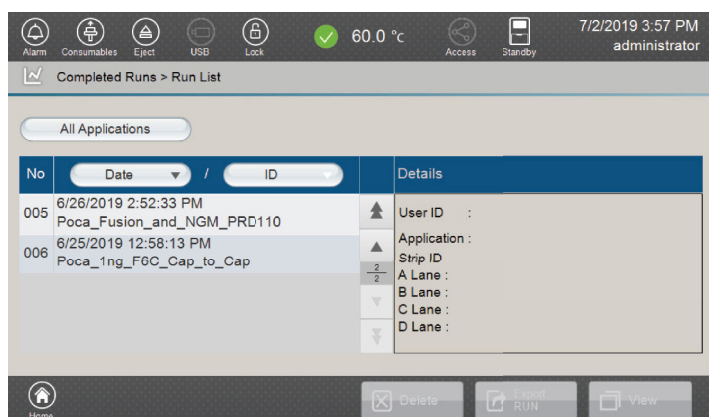 7/2/2019 3:57 PM
60.0 °C
administrator
Alarm Consumables Eject USB Lock Access Standby
Completed Runs > Run List
All Applications
No Date / ID Details
005 6/26/2019 2:52:33 PM
Poca_Fusion_and_NGM_PRD110
006 6/25/2019 12:58:13 PM
Poca_1ng_F6C_Cap_to_Cap
2
2
User ID :
Application :
Strip ID
A Lane :
B Lane :
C Lane :
D Lane :
Home
Delete
Export
RUN
View